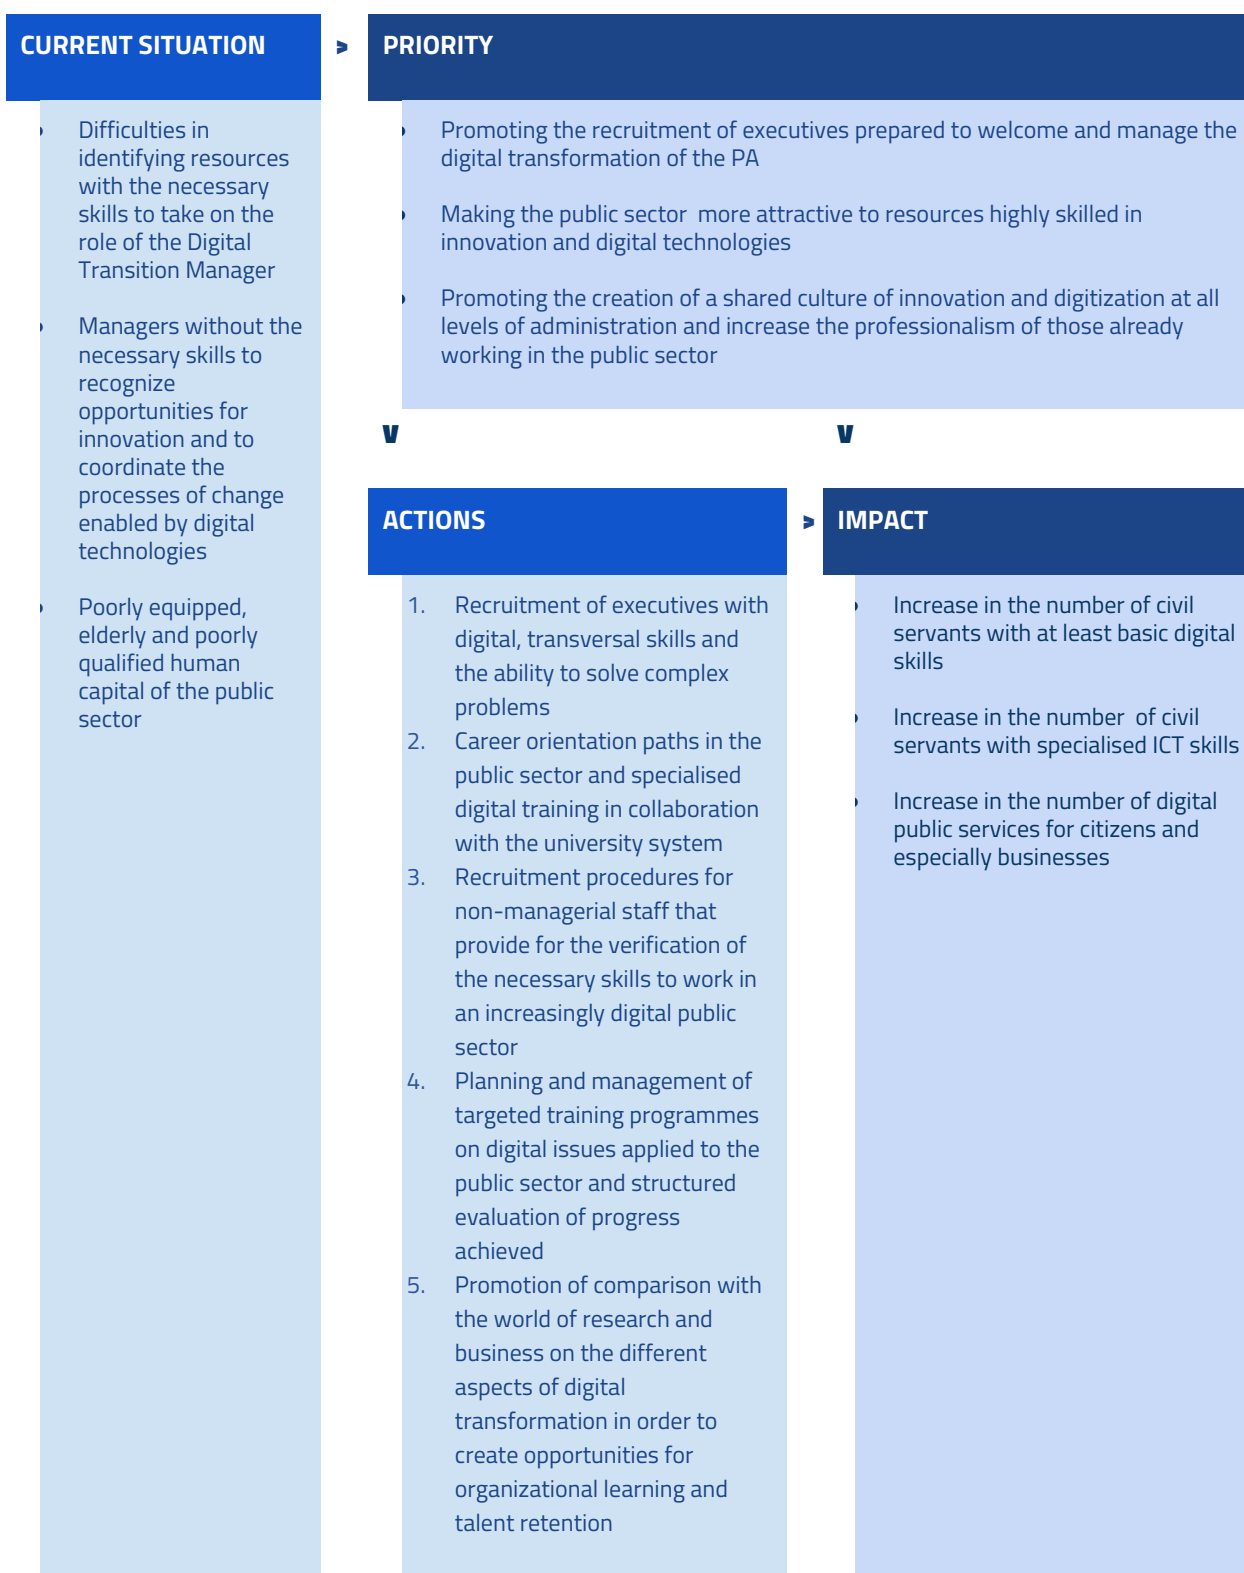 CURRENT SITUATION
>
PRIORITY
• Difficulties in
identifying resources
with the necessary
skills to take on the
role of the Digital
Transition Manager
• Managers without the
necessary skills to
recognize
opportunities for
innovation and to
coordinate the
processes of change
enabled by digital
technologies
• Poorly equipped,
elderly and poorly
qualified human
capital of the public
sector
• Promoting the recruitment of executives prepared to welcome and manage the
digital transformation of the PA
• Making the public sector  more attractive to resources highly skilled in
innovation and digital technologies
• Promoting the creation of a shared culture of innovation and digitization at all
levels of administration and increase the professionalism of those already
working in the public sector
V
V
ACTIONS
>
IMPACT
1. Recruitment of executives with
digital, transversal skills and
the ability to solve complex
problems
2. Career orientation paths in the
public sector and specialised
digital training in collaboration
with the university system
3. Recruitment procedures for
non-managerial staff that
provide for the verification of
the necessary skills to work in
an increasingly digital public
sector
4. Planning and management of
targeted training programmes
on digital issues applied to the
public sector and structured
evaluation of progress
achieved
5. Promotion of comparison with
the world of research and
business on the different
aspects of digital
transformation in order to
create opportunities for
organizational learning and
talent retention
• Increase in the number of civil
servants with at least basic digital
skills
• Increase in the number  of civil
servants with specialised ICT skills
• Increase in the number of digital
public services for citizens and
especially businesses